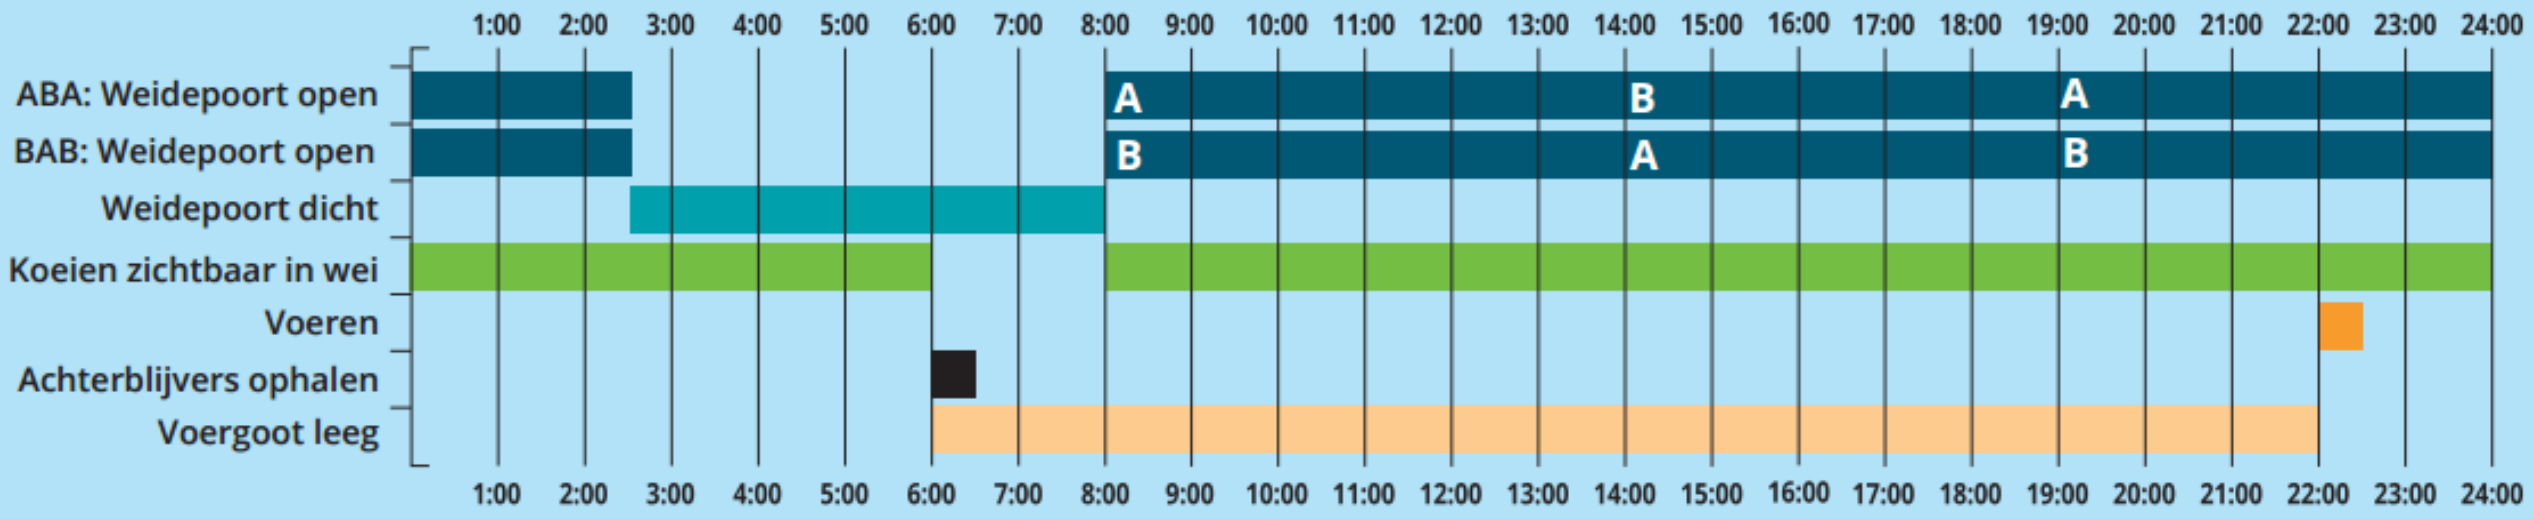 1:00 2:00 3:00 4:00 5:00 6:00 7:00 8:00 9:00 10:00 11:00 12:00 13:00 14:00 15:00 16:00 17:00 18:00 19:00 20:00 21:00 22:00 23:00 24:00
ABA: Weidepoort open A B A
BAB: Weidepoort open B A B
Weidepoort dicht
Koeien zichtbaar in wei
Voeren
Achterblijvers ophalen
Voergoot leeg
1:00 2:00 3:00 4:00 5:00 6:00 7:00 8:00 9:00 10:00 11:00 12:00 13:00 14:00 15:00 16:00 17:00 18:00 19:00 20:00 21:00 22:00 23:00 24:00